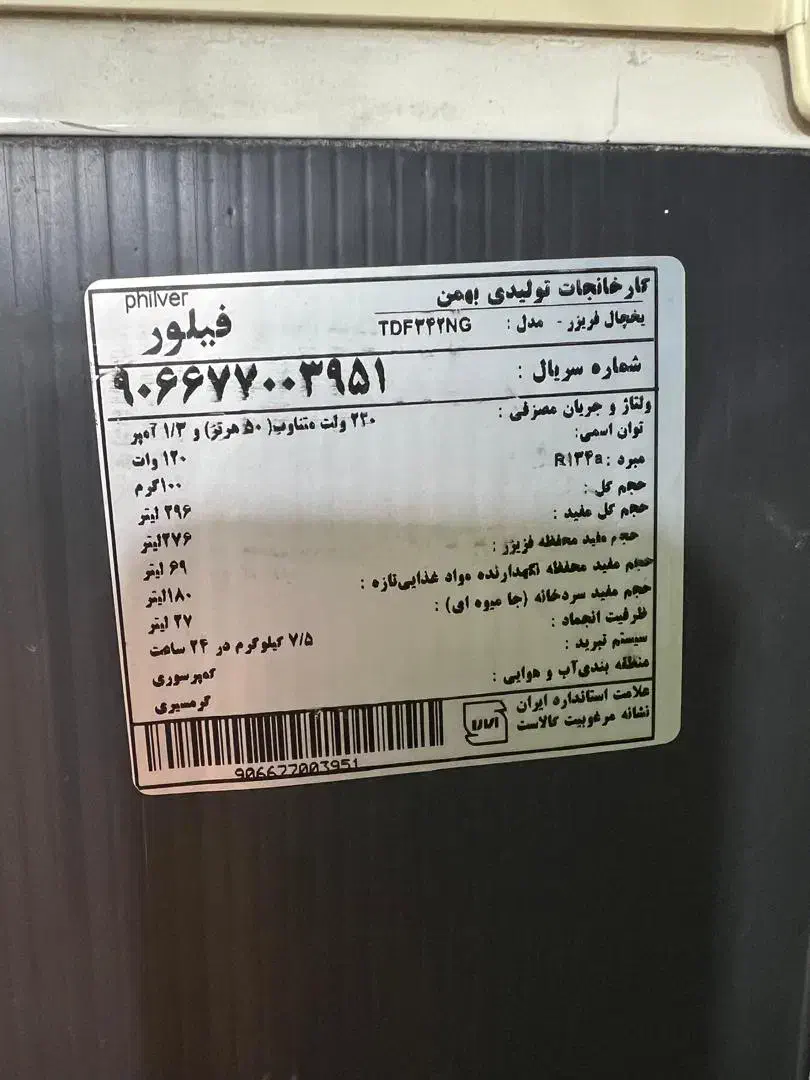 کارخانجات تولیدی بهمن
philver
فیلور
یخچال فریزر - مدل : TDF۳۴۲NG
شماره سریال : ۹۰۶۶۷۷۰۰۳۹۵۱
ولتاژ و جریان مصرفی : ۲۲۰ ولت متناوب( ۵۰ هرتز) و ۱/۳ آمپر
توان اسمی: ۱۲۰ وات
مبرد : R۱۳۴a ۱۰۰گرم
حجم کل : ۲۹۶ لیتر
حجم کل مفید : ۲۷۶لیتر
حجم مفید محفظه فریزر : ۶۹ لیتر
حجم مفید محفظه نگهدارنده مواد غذایی‌تازه : ۱۸۰لیتر
حجم مفید سردخانه (جا میوه ای) : ۲۷ لیتر
ظرفیت انجماد : ۷/۵ کیلوگرم در ۲۴ ساعت
سیستم تبرید : کمپرسوری
منطقه بندی‌آب و هوایی : گرمسیری
علامت استاندارد ایران
نشانه مرغوبیت کالاست
906677003951